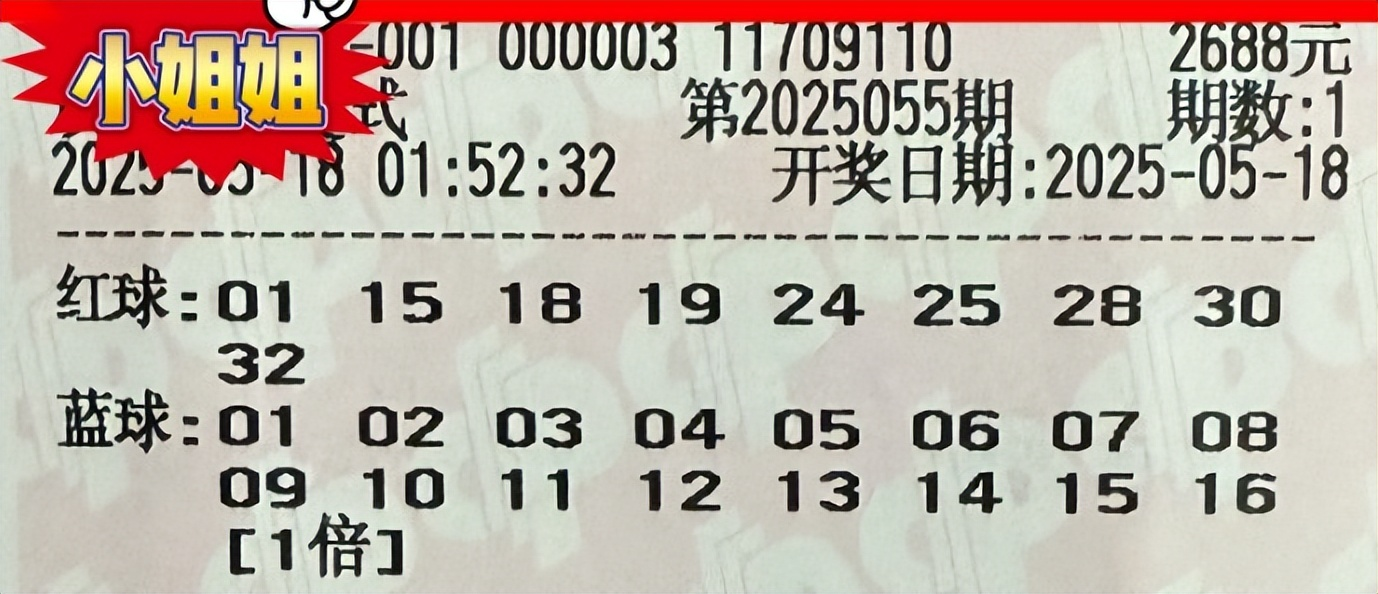 小姐姐
-001 000003 11709110 2688元
式 第2025055期 期数:1
2025-05-18 01:52:32 开奖日期:2025-05-18
红球:01 15 18 19 24 25 28 30
32
蓝球:01 02 03 04 05 06 07 08
09 10 11 12 13 14 15 16
[1倍]